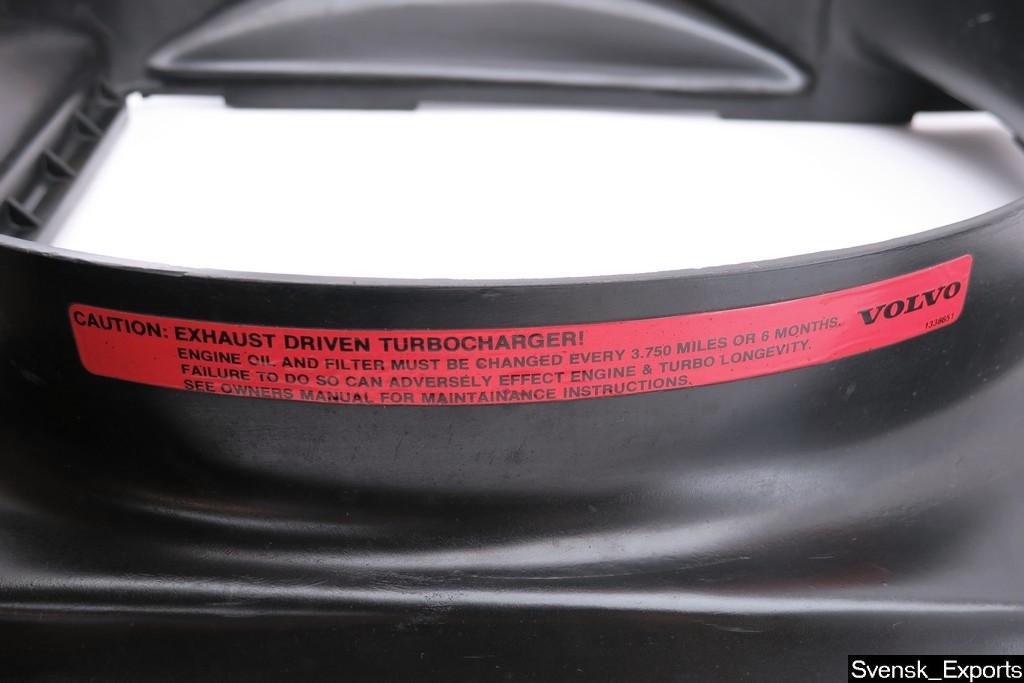 CAUTION: EXHAUST DRIVEN TURBOCHARGER!
ENGINE OIL AND FILTER MUST BE CHANGED EVERY 3.750 MILES OR 6 MONTHS.
FAILURE TO DO SO CAN ADVERSELY EFFECT ENGINE & TURBO LONGEVITY.
SEE OWNERS MANUAL FOR MAINTAINANCE INSTRUCTIONS.
VOLVO
1338651
Svensk_Exports